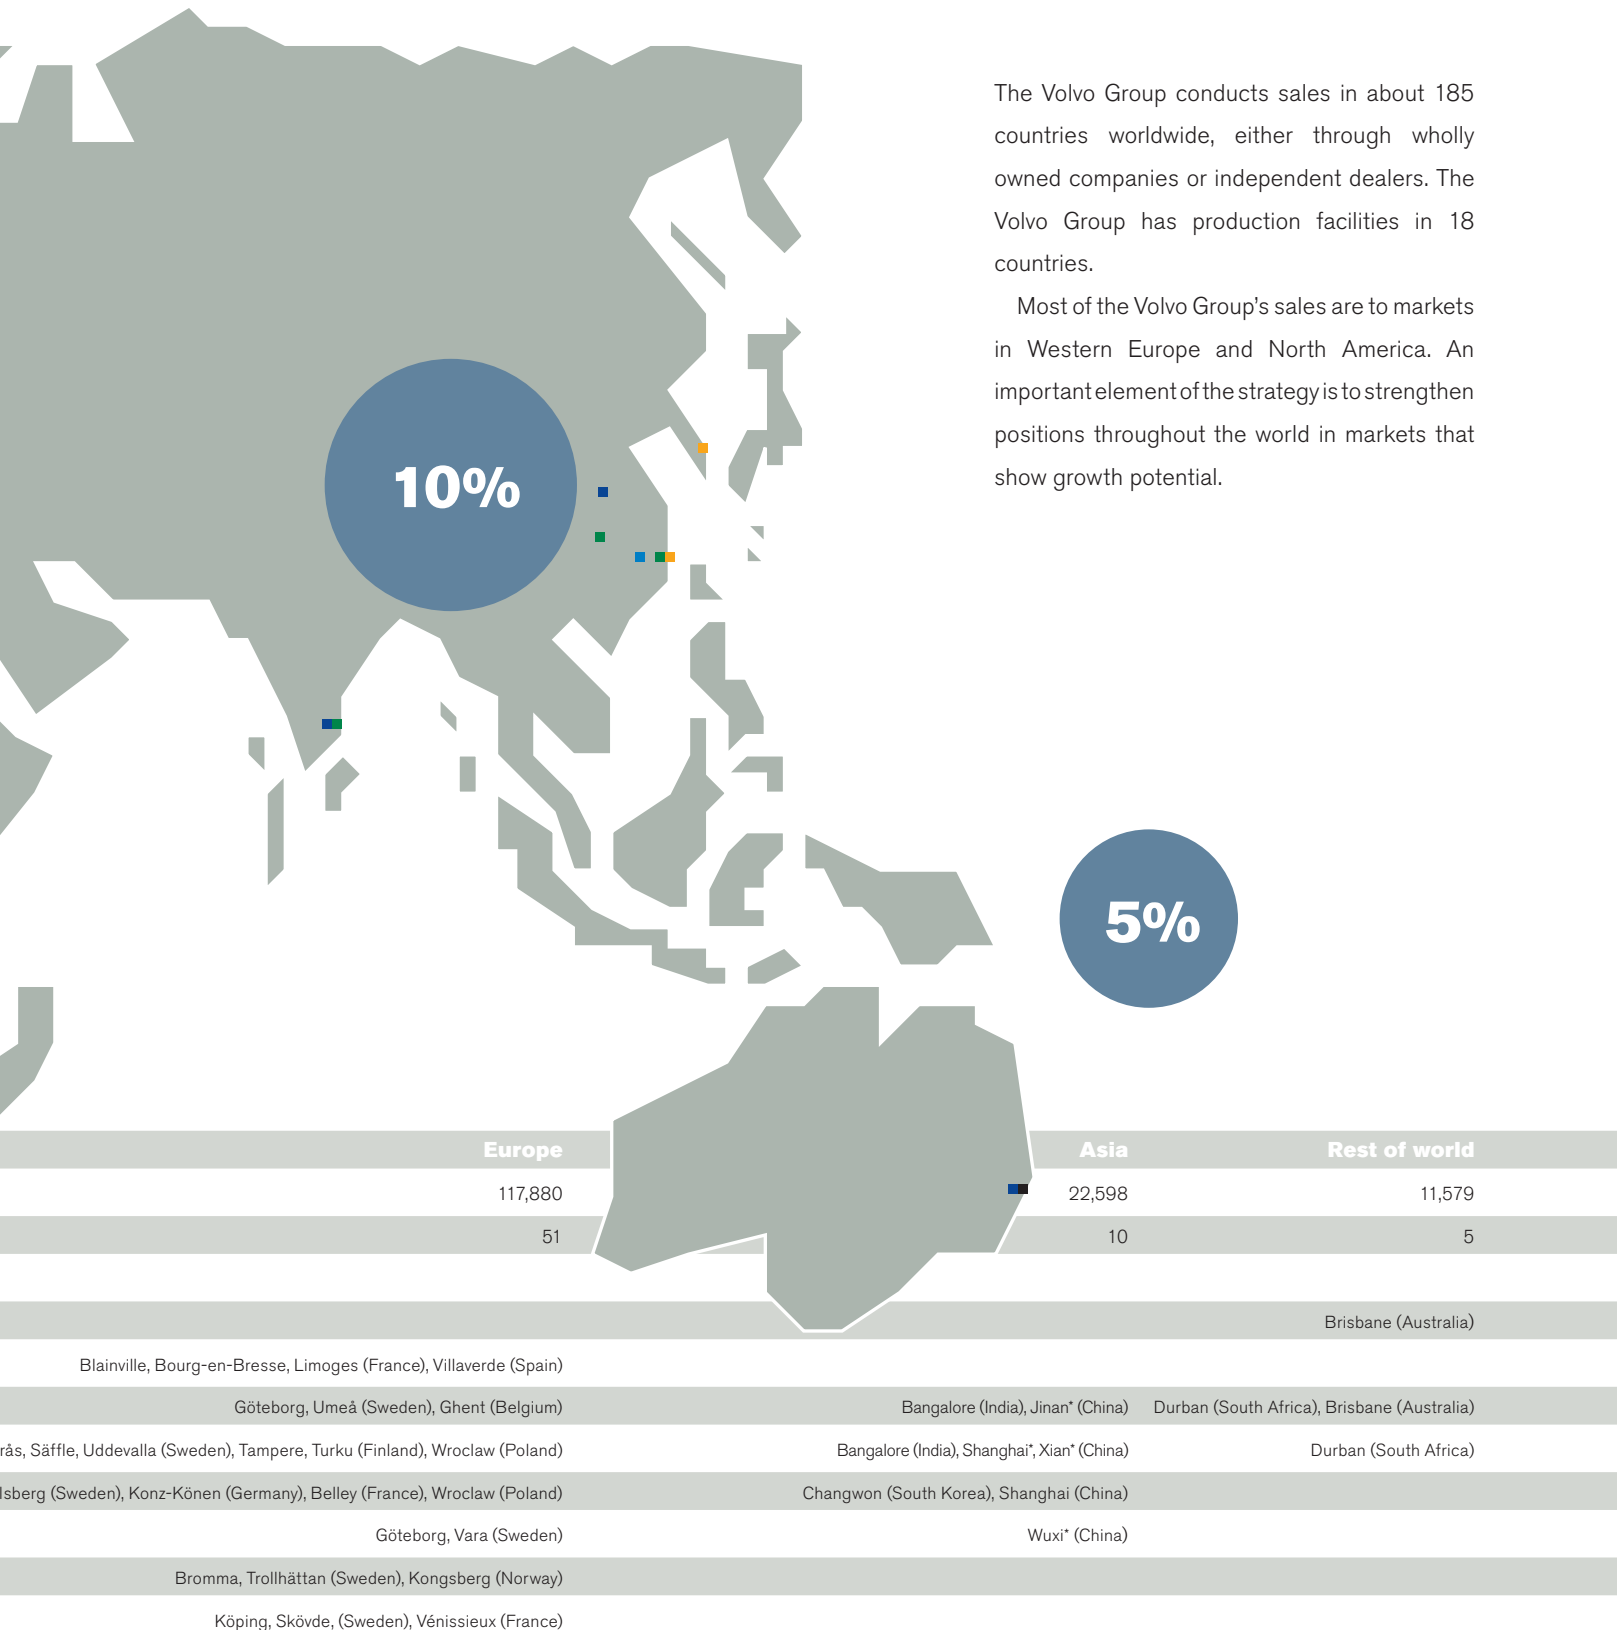 The Volvo Group conducts sales in about 185
countries worldwide, either through wholly
owned companies or independent dealers. The
Volvo Group has production facilities in 18
countries.
Most of the Volvo Group's sales are to markets
in Western Europe and North America. An
important element of the strategy is to strengthen
positions throughout the world in markets that
show growth potential.
10%
5%
Europe Asia Rest of world
117,880 22,598 11,579
51 10 5
Brisbane (Australia)
Blainville, Bourg-en-Bresse, Limoges (France), Villaverde (Spain)
Göteborg, Umeå (Sweden), Ghent (Belgium) Bangalore (India), Jinan* (China) Durban (South Africa), Brisbane (Australia)
rås, Säffle, Uddevalla (Sweden), Tampere, Turku (Finland), Wroclaw (Poland) Bangalore (India), Shanghai*, Xian* (China) Durban (South Africa)
lsberg (Sweden), Konz-Könen (Germany), Belley (France), Wroclaw (Poland) Changwon (South Korea), Shanghai (China)
Göteborg, Vara (Sweden) Wuxi* (China)
Bromma, Trollhättan (Sweden), Kongsberg (Norway)
Köping, Skövde, (Sweden), Vénissieux (France)